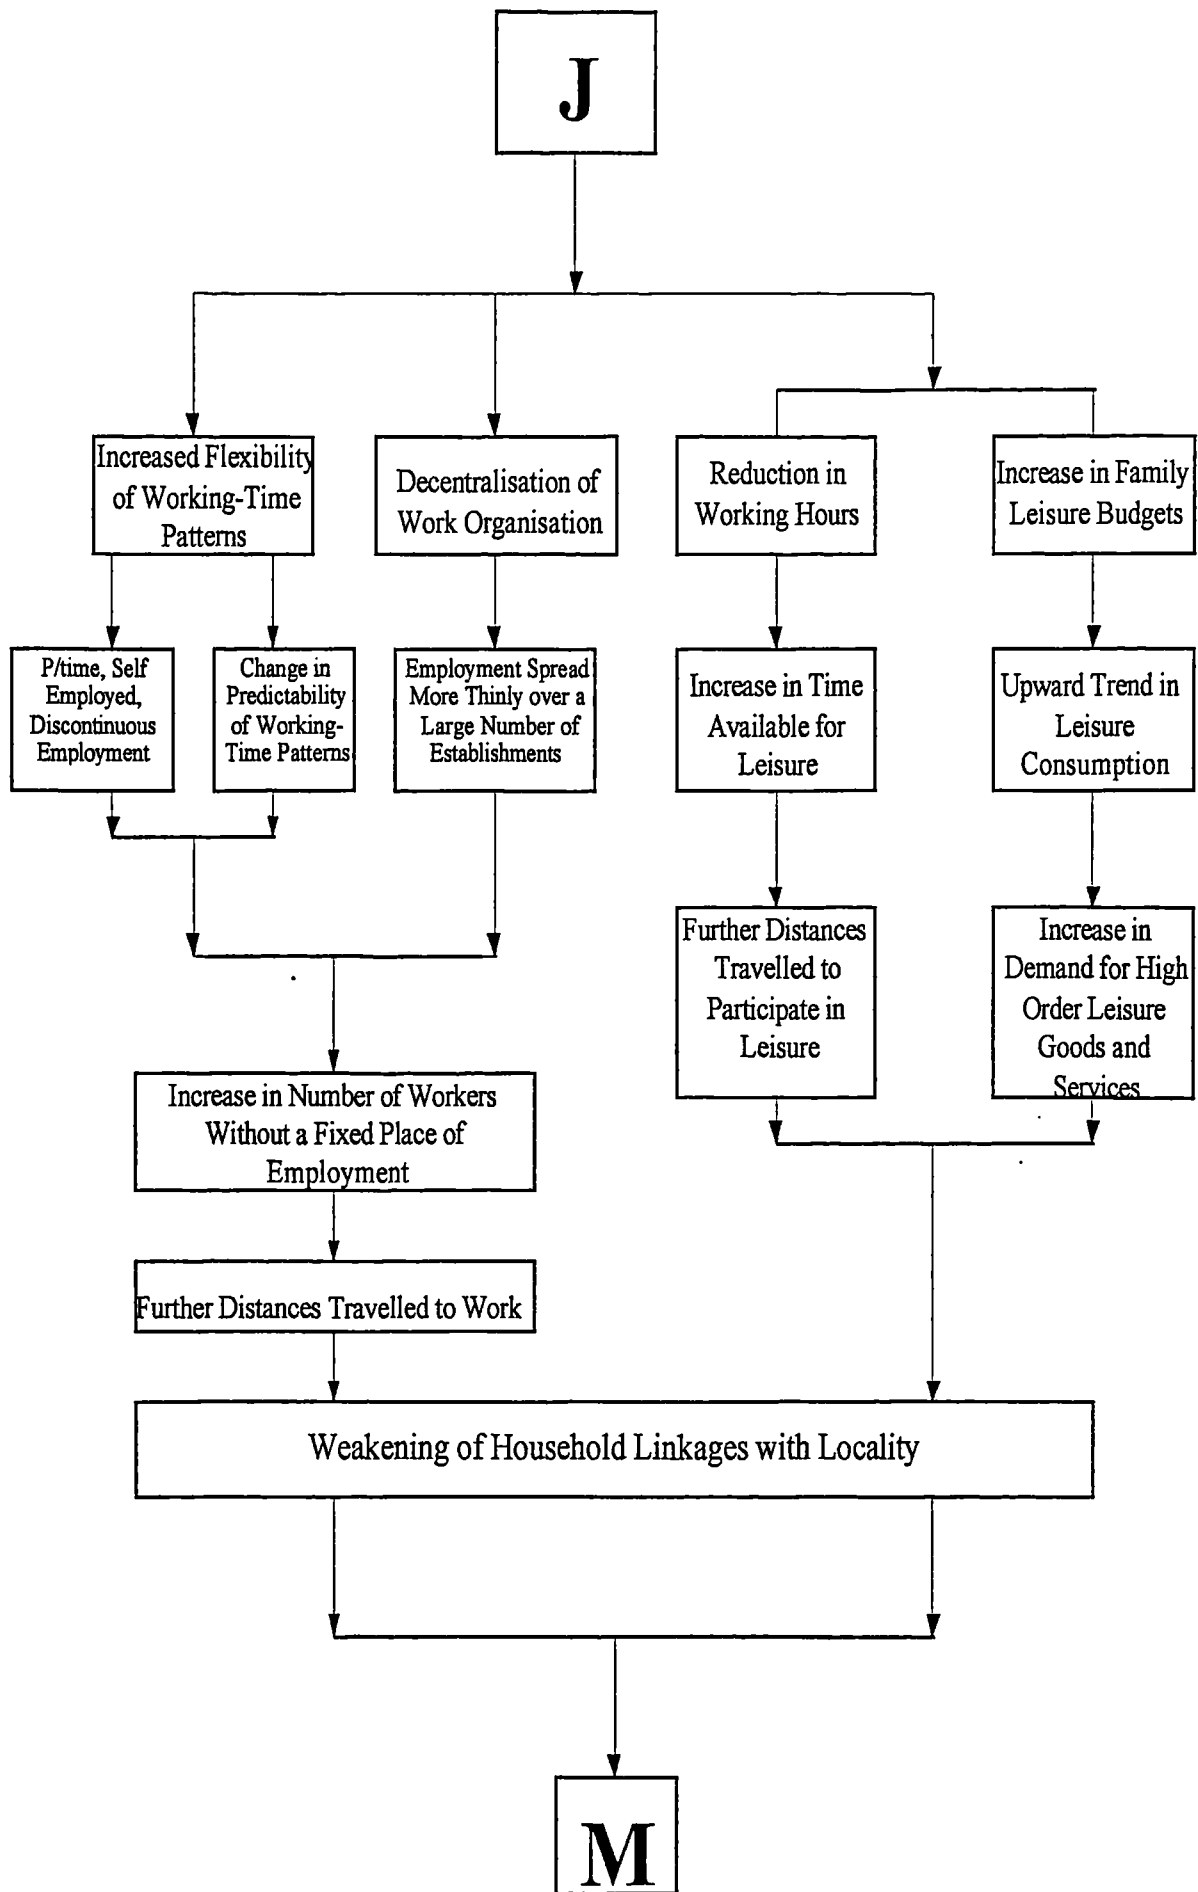 J
Increased Flexibility
of Working-Time
Patterns
Decentralisation of
Work Organisation
Reduction in
Working Hours
Increase in Family
Leisure Budgets
P/time, Self
Employed,
Discontinuous
Employment
Change in
Predictability
of Working-
Time Patterns
Employment Spread
More Thinly over a
Large Number of
Establishments
Increase in Time
Available for
Leisure
Upward Trend in
Leisure
Consumption
Further Distances
Travelled to
Participate in
Leisure
Increase in
Demand for High
Order Leisure
Goods and
Services
Increase in Number of Workers
Without a Fixed Place of
Employment
Further Distances Travelled to Work
Weakening of Household Linkages with Locality
M